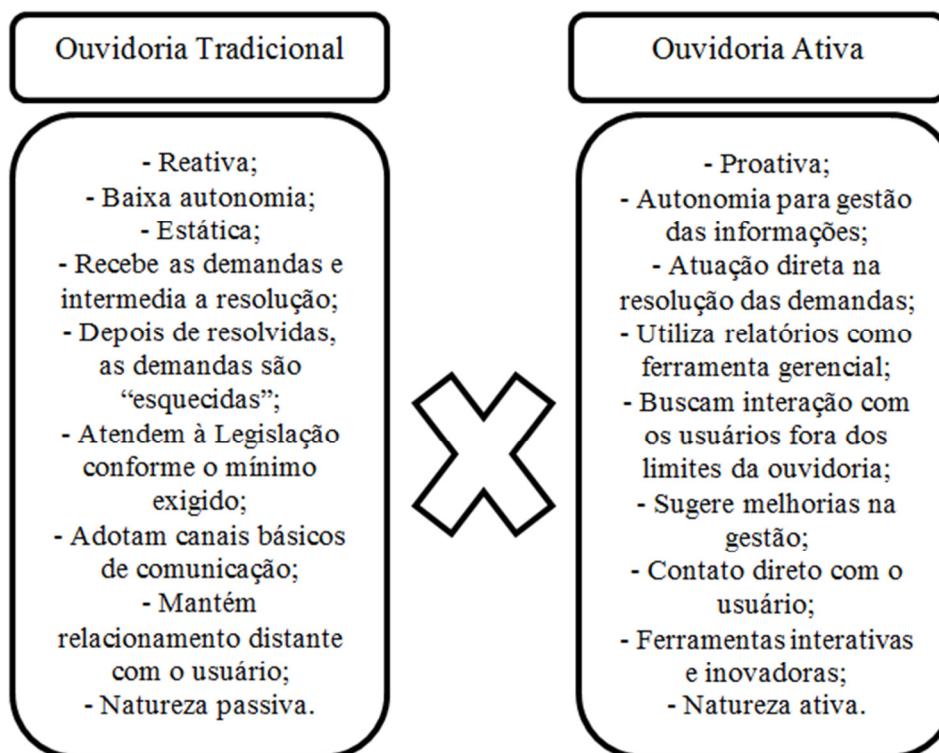 Ouvidoria Tradicional
- Reativa;
- Baixa autonomia;
- Estática;
- Recebe as demandas e
intermedia a resolução;
- Depois de resolvidas,
as demandas são
“esquecidas”;
- Atendem à Legislação
conforme o mínimo
exigido;
- Adotam canais básicos
de comunicação;
- Mantém
relacionamento distante
com o usuário;
- Natureza passiva.
Ouvidoria Ativa
- Proativa;
- Autonomia para gestão
das informações;
- Atuação direta na
resolução das demandas;
- Utiliza relatórios como
ferramenta gerencial;
- Buscam interação com
os usuários fora dos
limites da ouvidoria;
- Sugere melhorias na
gestão;
- Contato direto com o
usuário;
- Ferramentas interativas
e inovadoras;
- Natureza ativa.